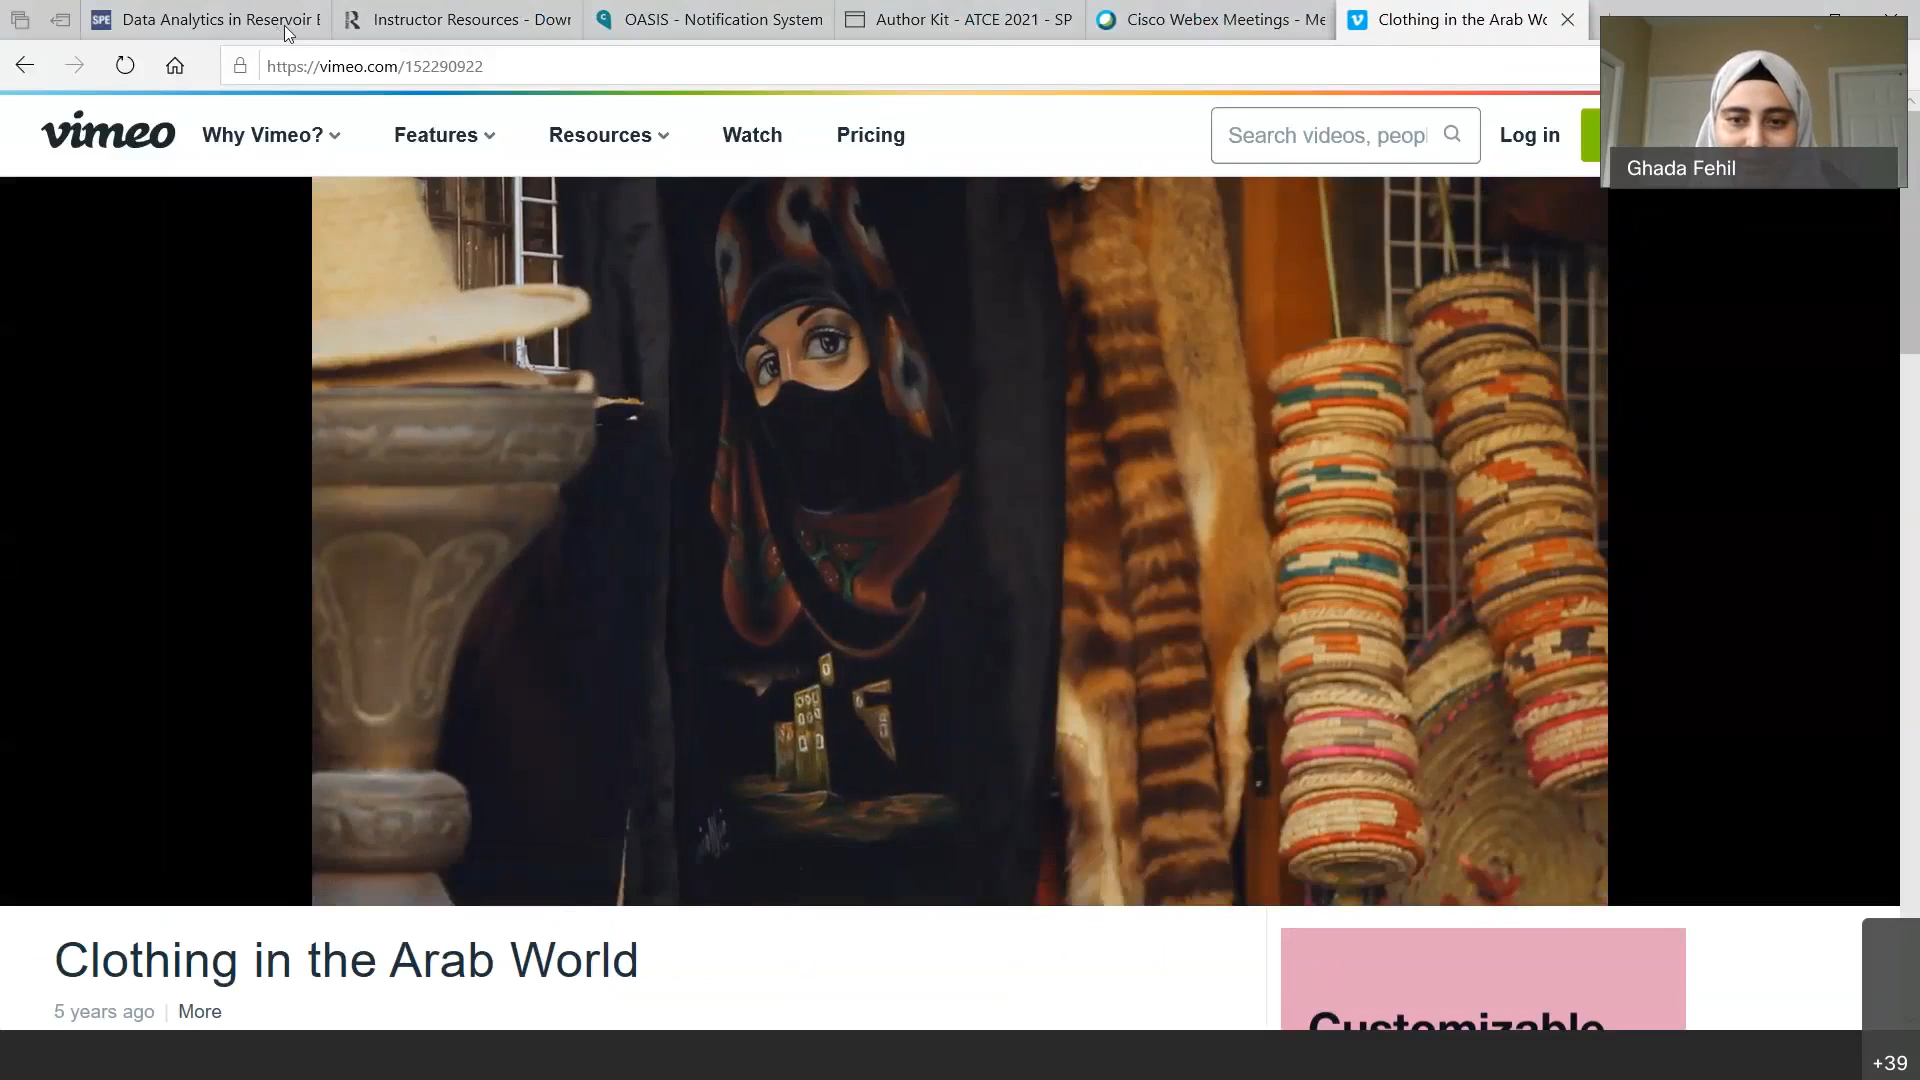 SPE Data Analytics in Reservoir E
Instructor Resources - Dowr
OASIS - Notification System
Author Kit - ATCE 2021 - SP
Cisco Webex Meetings - Me
Clothing in the Arab Wo
https://vimeo.com/152290922
vimeo
Why Vimeo?
Features
Resources
Watch
Pricing
Search videos, peopl
Log in
Ghada Fehil
Clothing in the Arab World
5 years ago | More
Customizable
+39